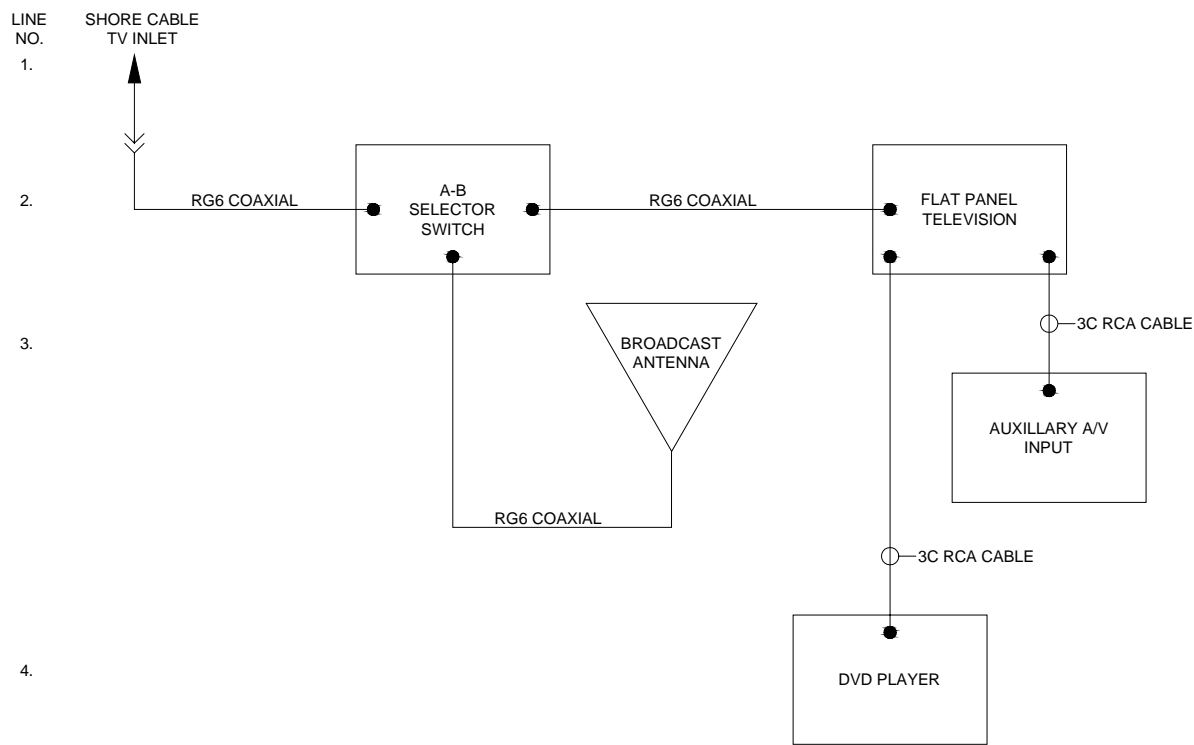 LINE
NO.
SHORE CABLE
TV INLET
1.
2.
RG6 COAXIAL
A-B
SELECTOR
SWITCH
RG6 COAXIAL
FLAT PANEL
TELEVISION
3C RCA CABLE
3.
BROADCAST
ANTENNA
AUXILLARY A/V
INPUT
RG6 COAXIAL
3C RCA CABLE
4.
DVD PLAYER